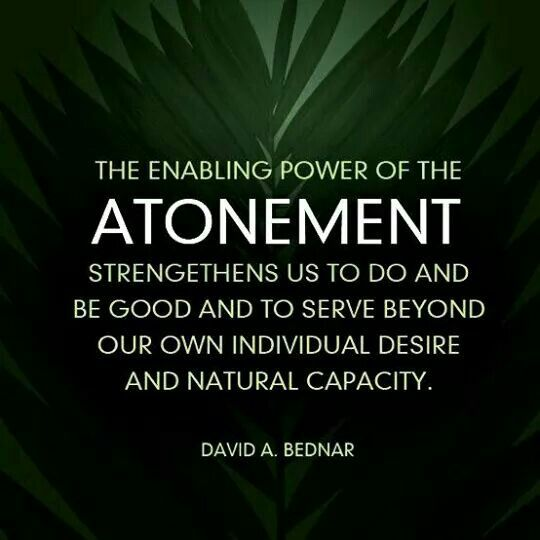 THE ENABLING POWER OF THE
ATONEMENT
STRENGETHENS US TO DO AND
BE GOOD AND TO SERVE BEYOND
OUR OWN INDIVIDUAL DESIRE
AND NATURAL CAPACITY.
DAVID A. BEDNAR